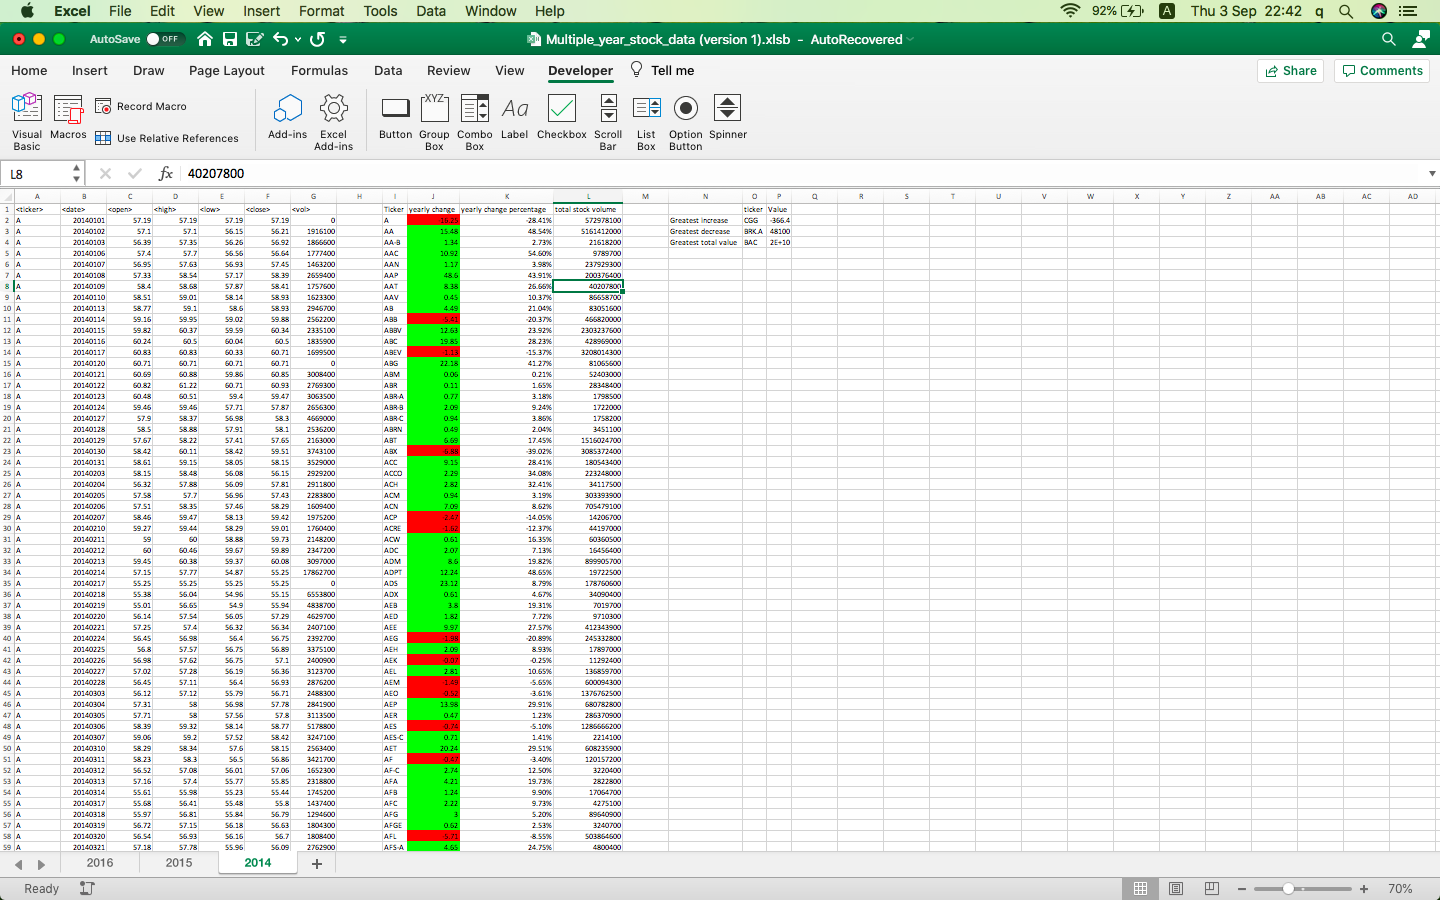 Excel File Edit View Insert Format Tools Data Window Help 92% A Thu 3 Sep 22:42 q
AutoSave OFF Multiple_year_stock_data (version 1).xlsb - AutoRecovered
Home Insert Draw Page Layout Formulas Data Review View Developer Tell me Share Comments
Visual Basic Macros Record Macro Use Relative References Add-ins Excel Add-ins Button Group Box Combo Box Label Checkbox Scroll Bar List Box Option Button Spinner
L8 fx 40207800
A B C D E F G H I J K L M N O P Q R S T U V W X Y Z AA AB AC AD
1 <ticker> <date> <open> <high> <low> <close> <vol> Ticker yearly change yearly change percentage total stock volume ticker Value
2 A 20140101 57.19 57.19 57.19 57.19 0 A -16.25 -28.41% 572978100 Greatest Increase CGG -366.4
3 A 20140102 57.1 57.1 56.15 56.21 1916100 AA 15.48 48.54% 5161412000 Greatest decrease BRK.A 48100
4 A 20140103 56.39 57.35 56.26 56.92 1866600 AA-B 1.34 2.73% 21618200 Greatest total value BAC 2E+10
5 A 20140106 57.4 57.7 56.56 56.64 1777400 AAC 10.92 54.60% 9789700
6 A 20140107 56.95 57.63 56.93 57.45 1463200 AAN 1.17 3.98% 237929300
7 A 20140108 57.33 58.54 57.17 58.39 2659400 AAP 48.6 43.91% 200376400
8 A 20140109 58.4 58.68 57.87 58.41 1757600 AAT 8.38 26.66% 40207800
9 A 20140110 58.51 59.01 58.14 58.93 1623300 AAV 0.45 10.37% 86658700
10 A 20140113 58.77 59.1 58.6 58.93 2946700 AB 4.49 21.04% 83051600
11 A 20140114 59.16 59.95 59.02 59.88 2562200 ABB -20.37% 466820000
12 A 20140115 59.82 60.37 59.59 60.34 2335100 ABBV 12.63 23.92% 2303237600
13 A 20140116 60.24 60.5 60.04 60.5 1835900 ABC 19.85 28.23% 428969000
14 A 20140117 60.83 60.83 60.33 60.71 1699500 ABEV -15.37% 3208014300
15 A 20140120 60.71 60.71 60.71 60.71 0 ABG 22.18 41.27% 81065600
16 A 20140121 60.69 60.88 59.86 60.85 3008400 ABM 0.06 0.21% 52403000
17 A 20140122 60.82 61.22 60.71 60.93 2769300 ABR 0.11 1.65% 28348400
18 A 20140123 60.48 60.51 59.4 59.47 3063500 ABR-A 0.77 3.18% 1798500
19 A 20140124 59.46 59.46 57.71 57.87 2656300 ABR-B 2.09 9.24% 1722000
20 A 20140127 57.9 58.37 56.98 58.3 4669000 ABR-C 0.94 3.86% 1758200
21 A 20140128 58.5 58.88 57.91 58.1 2536200 ABRN 0.49 2.04% 3451100
22 A 20140129 57.67 58.22 57.41 57.65 2163000 ABT 6.69 17.45% 1516024700
23 A 20140130 58.42 60.11 58.42 59.51 3743100 ABX -39.02% 3085372400
24 A 20140131 58.61 59.15 58.05 58.15 3529000 ACC 9.15 28.41% 180543400
25 A 20140203 58.15 58.48 56.08 56.15 2929200 ACCO 2.29 34.08% 223248000
26 A 20140204 56.32 57.88 56.09 57.81 2911800 ACH 2.82 32.41% 34117500
27 A 20140205 57.58 57.7 56.96 57.43 2283800 ACM 0.94 3.19% 303393900
28 A 20140206 57.51 58.35 57.46 58.29 1609400 ACN 7.09 8.62% 705479100
29 A 20140207 58.46 59.47 58.13 59.42 1975200 ACP -2.47 -14.05% 14206700
30 A 20140210 59.27 59.44 58.29 59.01 1760400 ACRE -1.62 -12.37% 44197000
31 A 20140211 59 60 58.88 59.73 2148200 ACW 0.61 16.35% 60360500
32 A 20140212 60 60.46 59.67 59.89 2347200 ADC 2.07 7.13% 16456400
33 A 20140213 59.45 60.38 59.37 60.08 3097000 ADM 8.6 19.82% 899905700
34 A 20140214 57.15 57.77 54.87 55.25 17862700 ADPT 12.24 48.65% 19722500
35 A 20140217 55.25 55.25 55.25 55.25 0 ADS 23.12 8.79% 178760600
36 A 20140218 55.38 56.04 54.96 55.15 6553800 ADX 0.61 4.67% 34090400
37 A 20140219 55.01 56.65 54.9 55.94 4838700 AEB 3.8 19.31% 7019700
38 A 20140220 56.14 57.54 56.05 57.29 4629700 AED 1.82 7.72% 9710300
39 A 20140221 57.25 57.4 56.32 56.34 2407100 AEE 9.97 27.57% 412343900
40 A 20140224 56.45 56.98 56.4 56.75 2392700 AEG -20.89% 245332800
41 A 20140225 56.8 57.57 56.75 56.89 3375100 AEH 2.09 8.93% 17897000
42 A 20140226 56.98 57.62 56.75 57.1 2400900 AEK -0.07 -0.25% 11292400
43 A 20140227 57.02 57.28 56.19 56.36 3123700 AEL 2.81 10.65% 136859700
44 A 20140228 56.45 57.11 56.4 56.93 2876200 AEM -1.49 -5.65% 600094300
45 A 20140303 56.12 57.12 55.79 56.71 2488300 AEO -3.61% 1376762500
46 A 20140304 57.31 58 56.98 57.78 2841900 AEP 13.98 29.91% 680782800
47 A 20140305 57.71 58 57.56 57.8 3113500 AER 0.47 1.23% 286370900
48 A 20140306 58.39 59.32 58.14 58.77 5178800 AES -0.74 -5.10% 1286666200
49 A 20140307 59.06 59.2 57.52 58.42 3247100 AES-C 0.71 1.41% 2214100
50 A 20140310 58.29 58.34 57.6 58.15 2563400 AET 20.24 29.51% 608235900
51 A 20140311 58.23 58.3 56.5 56.86 3421700 AF -0.47 -3.40% 120157200
52 A 20140312 56.52 57.08 56.01 57.06 1652300 AF-C 2.74 12.50% 3220400
53 A 20140313 57.16 57.4 55.77 55.85 2318800 AFA 4.21 19.73% 2822800
54 A 20140314 55.61 55.98 55.23 55.44 1745200 AFB 1.24 9.90% 17064700
55 A 20140317 55.68 56.41 55.48 55.8 1437400 AFC 2.22 9.73% 4275100
56 A 20140318 55.97 56.81 55.84 56.79 1294600 AFG 3 5.20% 89640900
57 A 20140319 56.72 57.15 56.18 56.63 1804300 AFGE 0.62 2.53% 3240700
58 A 20140320 56.54 56.93 56.16 56.7 1808400 AFL -5.71 -8.55% 503864600
59 A 20140321 57.18 57.78 55.96 56.09 2762900 AFS-A 4.65 24.75% 4800400
2016 2015 2014 +
Ready 70%